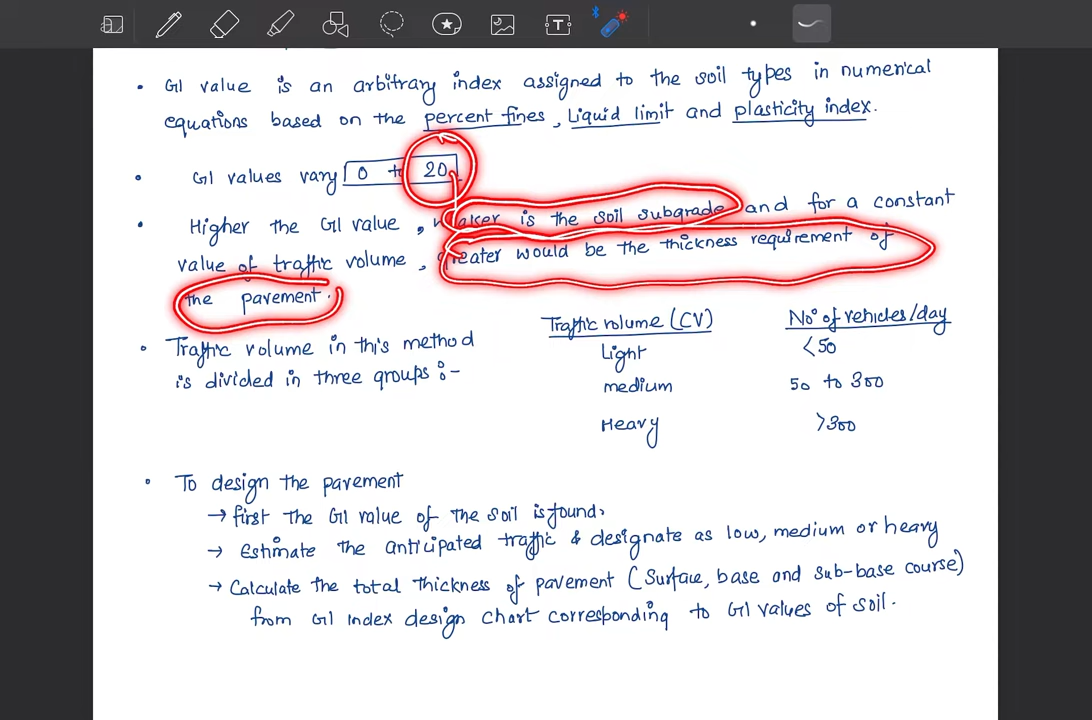 GI value is an arbitrary index assigned to the soil types in numerical
equations based on the percent fines, Liquid limit and plasticity index.
GI values vary 0 to 20
Higher the GI value, weaker is the soil subgrade and for a constant
value of traffic volume, greater would be the thickness requirement of
the pavement.
Traffic volume in this method
is divided in three groups :-
Traffic volume (CV) No of vehicles/day
Light <50
medium 50 to 300
Heavy >300
To design the pavement
→ first the GI value of the soil is found.
→ Estimate the anticipated traffic & designate as low, medium or heavy
→ Calculate the total thickness of pavement (Surface, base and sub-base course)
from GI index design chart corresponding to GI values of soil.